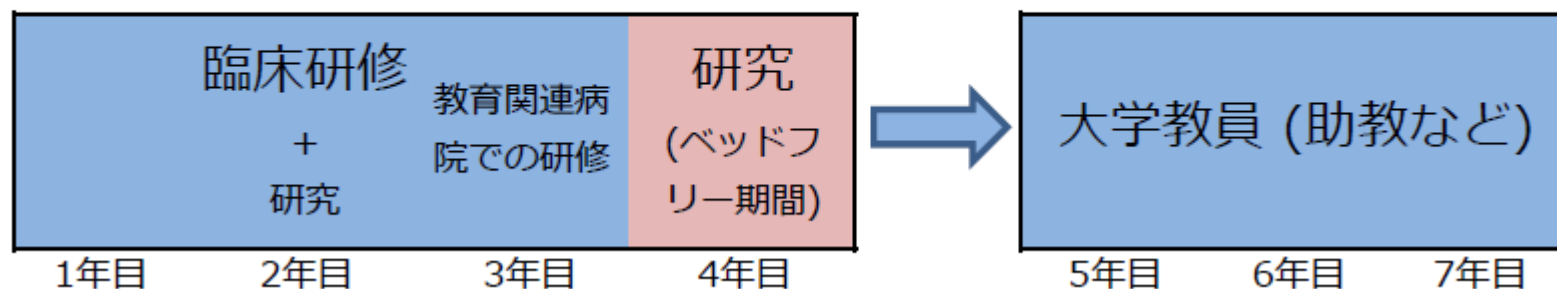 臨床研修
+
研究
教育関連病
院での研修
研究
(ベッドフ
リー期間)
大学教員 (助教など)
1年目
2年目
3年目
4年目
5年目
6年目
7年目